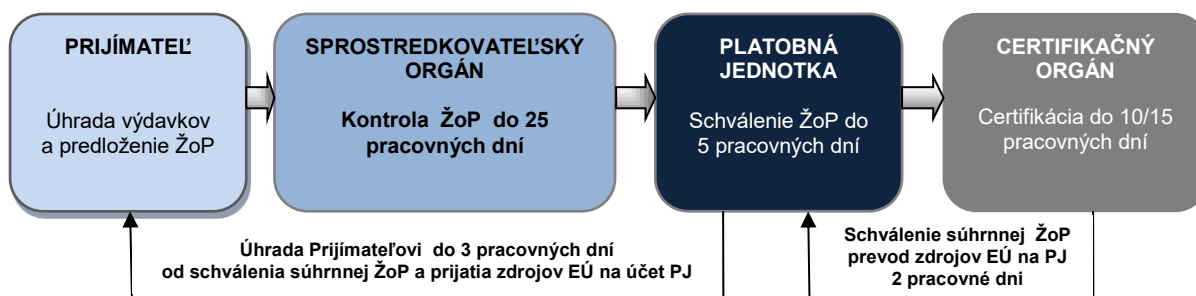 PRIJÍMATEĽ
Úhrada výdavkov
a predloženie ŽoP
SPROSTREDKOVATEĽSKÝ
ORGÁN
Kontrola ŽoP do 25
pracovných dní
PLATOBNÁ
JEDNOTKA
Schválenie ŽoP do
5 pracovných dní
CERTIFIKAČNÝ
ORGÁN
Certifikácia do 10/15
pracovných dní
Úhrada Prijímateľovi do 3 pracovných dní
od schválenia súhrnnej ŽoP a prijatia zdrojov EÚ na účet PJ
Schválenie súhrnnej ŽoP
prevod zdrojov EÚ na PJ
2 pracovné dni